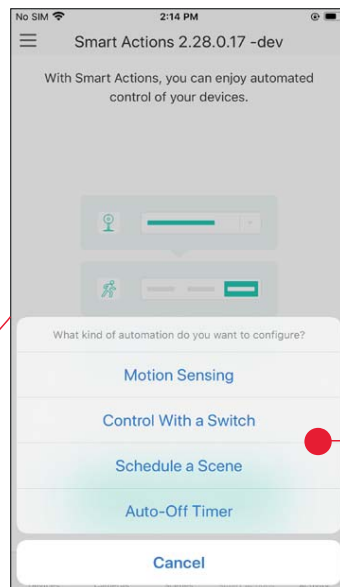 No SIM 2:14 PM
Smart Actions 2.28.0.17 -dev
With Smart Actions, you can enjoy automated
control of your devices.
What kind of automation do you want to configure?
Motion Sensing
Control With a Switch
Schedule a Scene
Auto-Off Timer
Cancel